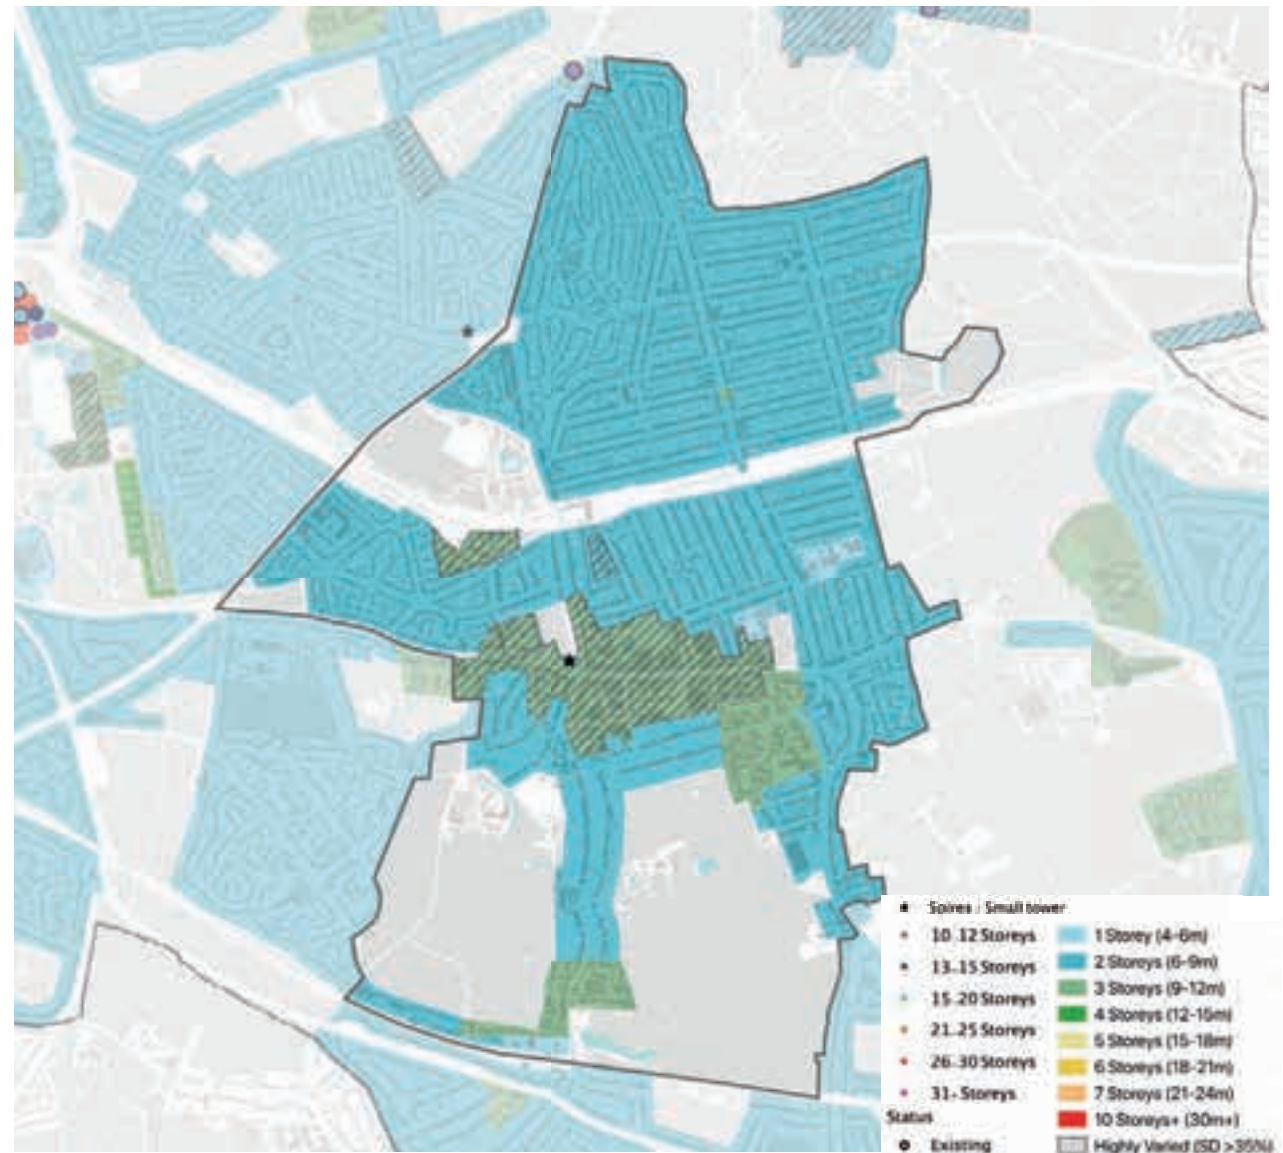 Spires / Small tower
10..12 Storeys
13..15 Storeys
15..20 Storeys
21..25 Storeys
26..30 Storeys
31+ Storeys
Status
Existing
1 Storey (4-6m)
2 Storeys (6-9m)
3 Storeys (9-12m)
4 Storeys (12-15m)
5 Storeys (15-18m)
6 Storeys (18-21m)
7 Storeys (21-24m)
10 Storeys+ (30m+)
Highly Varied (SD >35%)